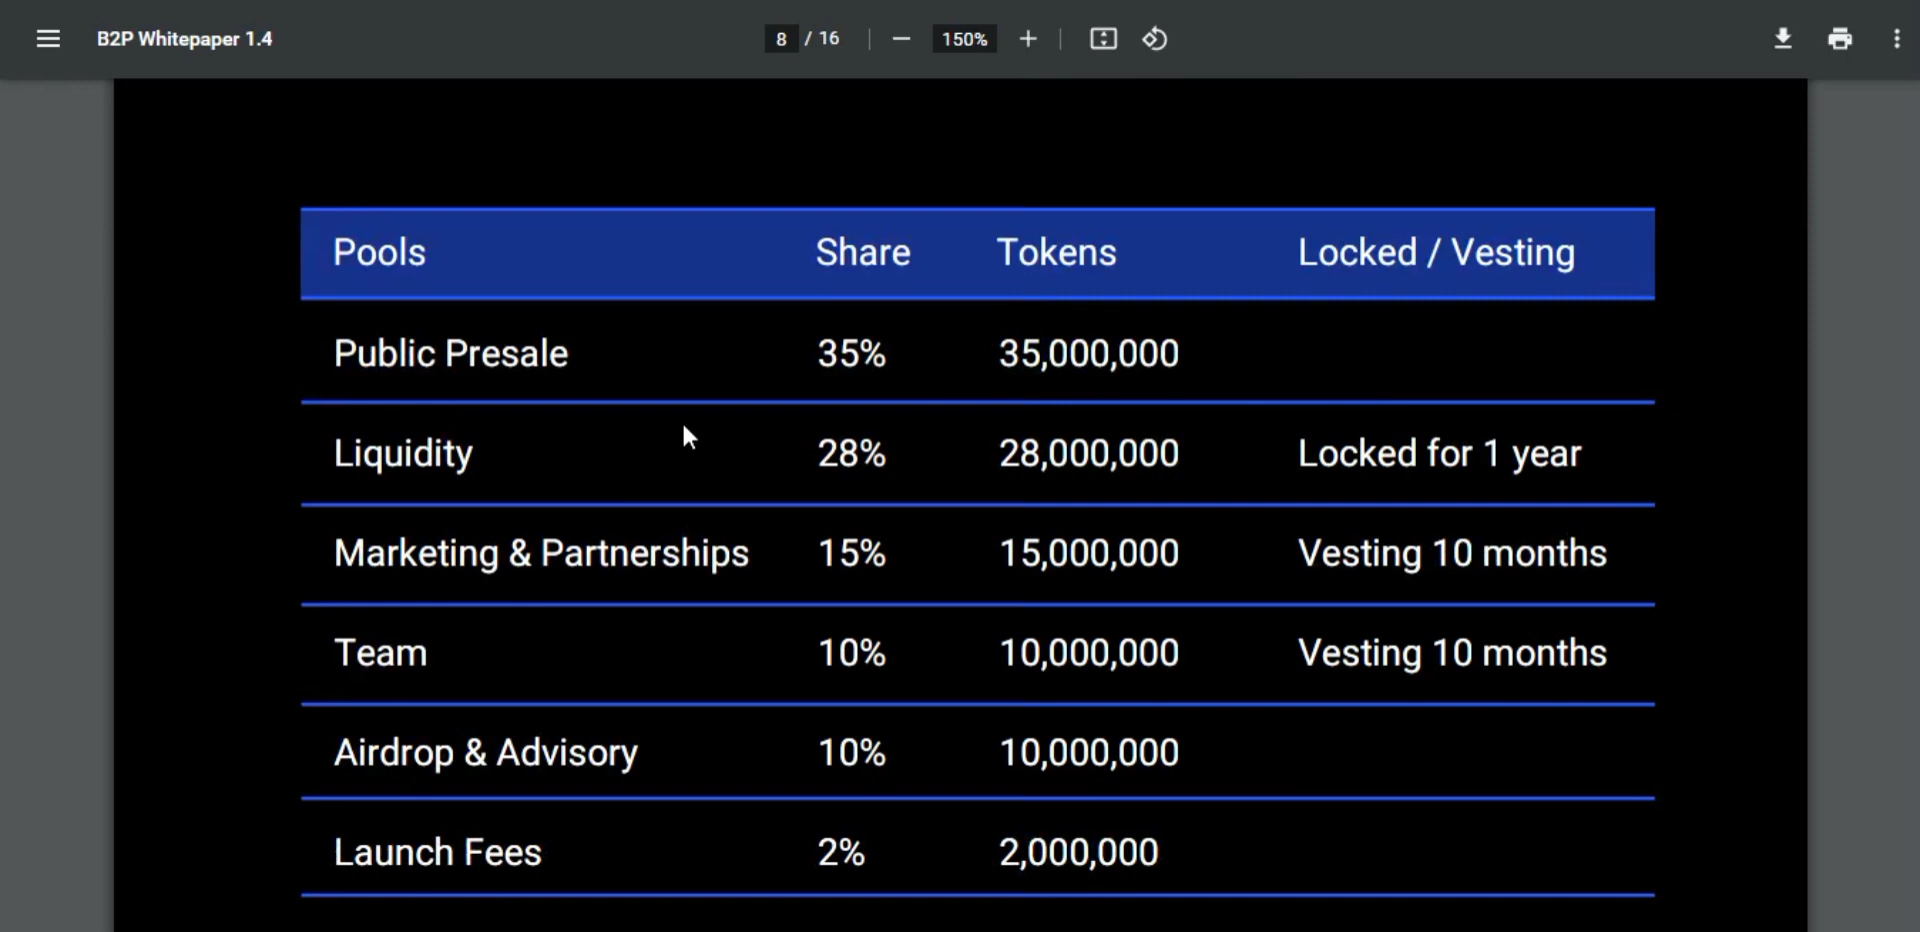 B2P Whitepaper 1.4 8 / 16 150%
Pools Share Tokens Locked / Vesting
Public Presale 35% 35,000,000
Liquidity 28% 28,000,000 Locked for 1 year
Marketing & Partnerships 15% 15,000,000 Vesting 10 months
Team 10% 10,000,000 Vesting 10 months
Airdrop & Advisory 10% 10,000,000
Launch Fees 2% 2,000,000